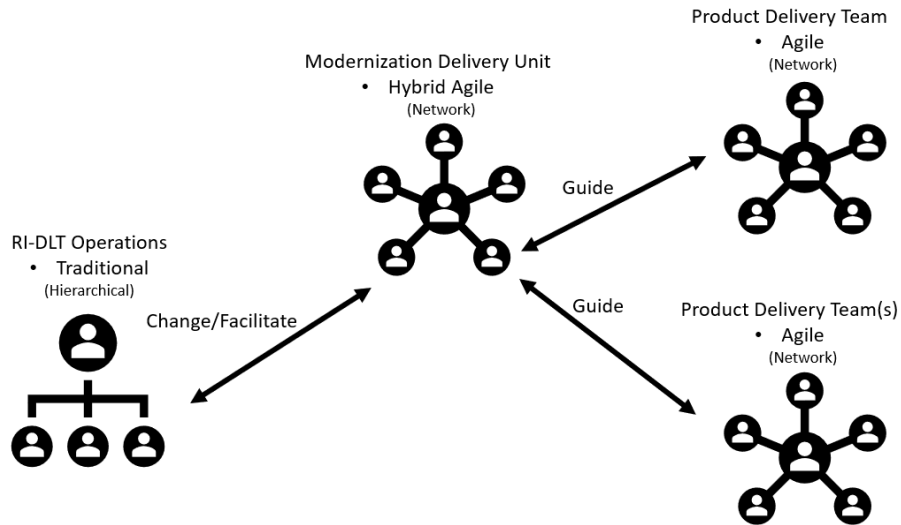 Product Delivery Team
• Agile
(Network)
Modernization Delivery Unit
• Hybrid Agile
(Network)
Guide
RI-DLT Operations
• Traditional
(Hierarchical)
Change/Facilitate
Guide
Product Delivery Team(s)
• Agile
(Network)